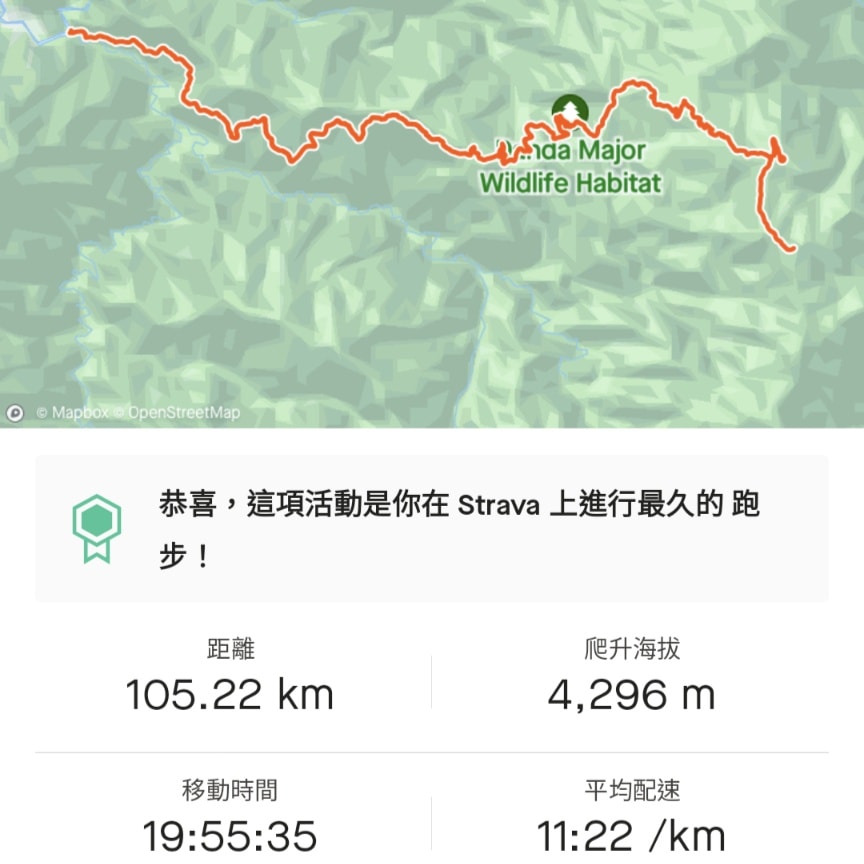 Major
Wildlife Habitat
© Mapbox © OpenStreetMap
恭喜，這項活動是你在 Strava 上進行最久的 跑
步！
距離
爬升海拔
105.22 km
4,296 m
移動時間
平均配速
19:55:35
11:22 /km